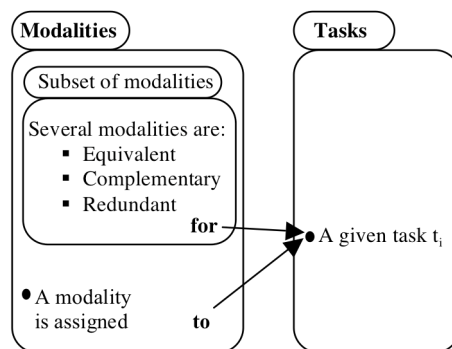 Modalities
Tasks
Subset of modalities
Several modalities are:
▪ Equivalent
▪ Complementary
▪ Redundant
for
• A given task tᵢ
• A modality
is assigned
to